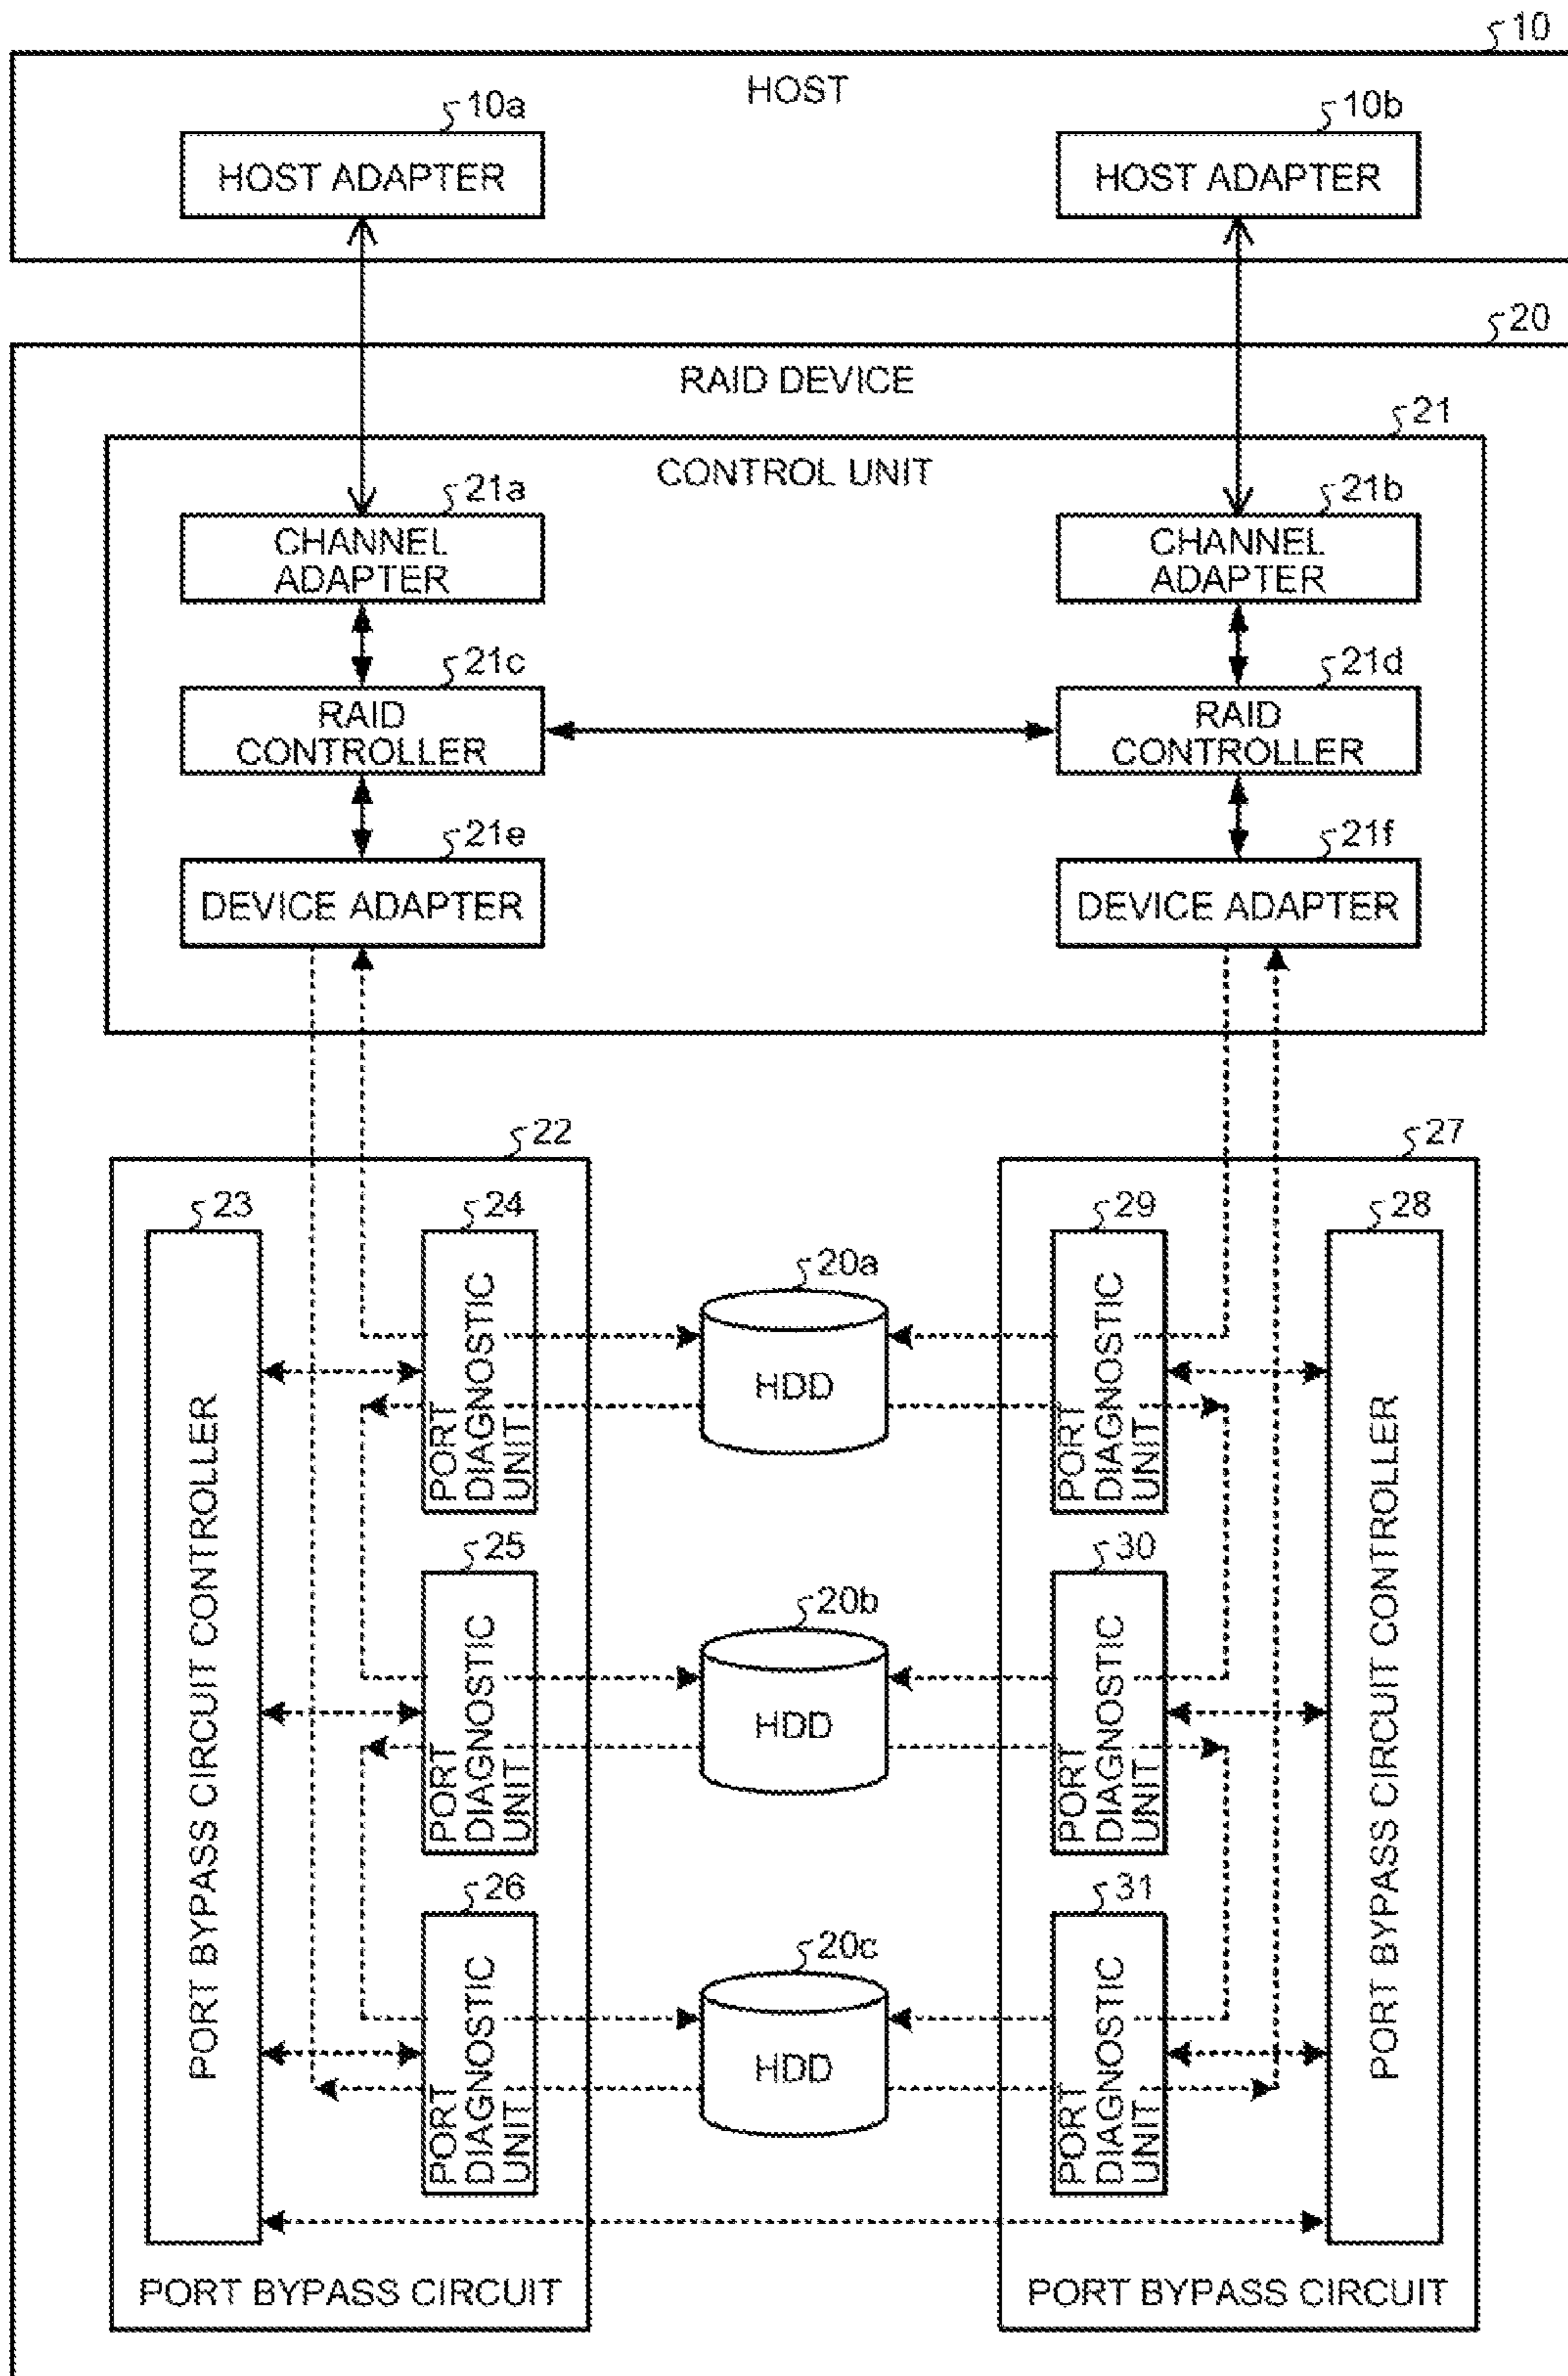 10
HOST
10a
10b
HOST ADAPTER
HOST ADAPTER
20
RAID DEVICE
21
CONTROL UNIT
21a
21b
CHANNEL
ADAPTER
CHANNEL
ADAPTER
21c
21d
RAID
CONTROLLER
RAID
CONTROLLER
21e
21f
DEVICE ADAPTER
DEVICE ADAPTER
22
27
23
24
29
28
20a
PORT BYPASS CIRCUIT CONTROLLER
PORT
DIAGNOSTIC
UNIT
HDD
PORT
DIAGNOSTIC
UNIT
PORT BYPASS CIRCUIT CONTROLLER
25
30
20b
PORT
DIAGNOSTIC
UNIT
HDD
PORT
DIAGNOSTIC
UNIT
26
31
20c
PORT
DIAGNOSTIC
UNIT
HDD
PORT
DIAGNOSTIC
UNIT
PORT BYPASS CIRCUIT
PORT BYPASS CIRCUIT